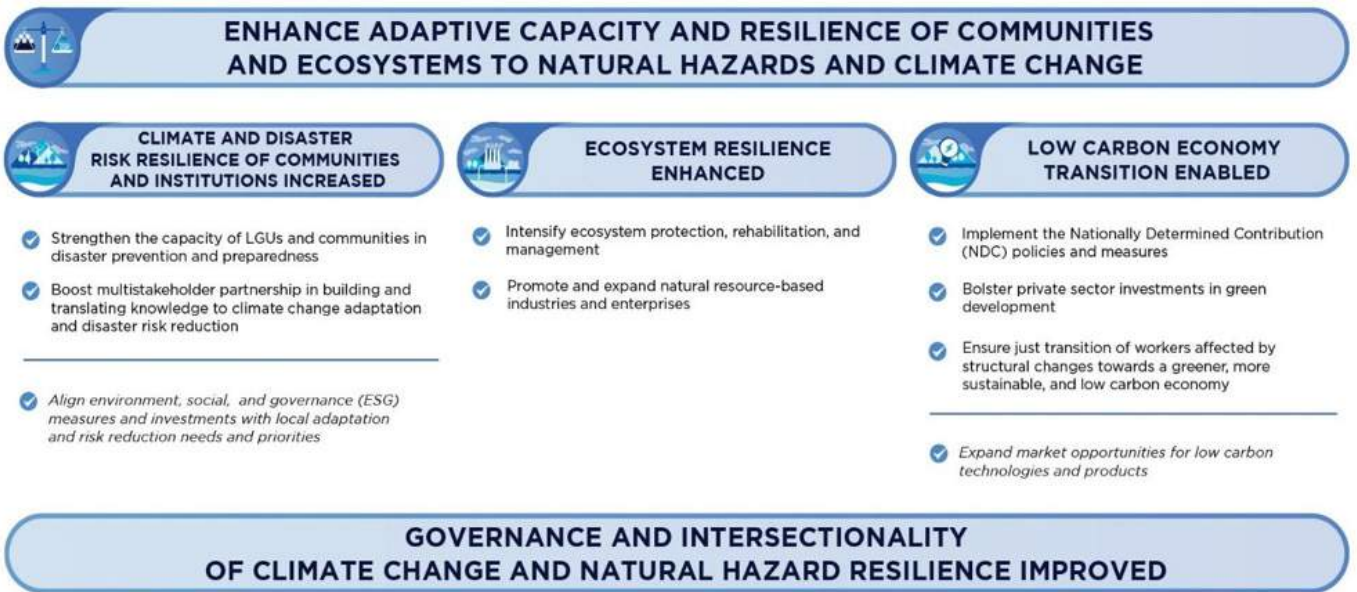 ENHANCE ADAPTIVE CAPACITY AND RESILIENCE OF COMMUNITIES
AND ECOSYSTEMS TO NATURAL HAZARDS AND CLIMATE CHANGE
CLIMATE AND DISASTER
RISK RESILIENCE OF COMMUNITIES
AND INSTITUTIONS INCREASED
Strengthen the capacity of LGUs and communities in
disaster prevention and preparedness
Boost multistakeholder partnership in building and
translating knowledge to climate change adaptation
and disaster risk reduction
Align environment, social, and governance (ESG)
measures and investments with local adaptation
and risk reduction needs and priorities
ECOSYSTEM RESILIENCE
ENHANCED
Intensify ecosystem protection, rehabilitation, and
management
Promote and expand natural resource-based
industries and enterprises
LOW CARBON ECONOMY
TRANSITION ENABLED
Implement the Nationally Determined Contribution
(NDC) policies and measures
Bolster private sector investments in green
development
Ensure just transition of workers affected by
structural changes towards a greener, more
sustainable, and low carbon economy
Expand market opportunities for low carbon
technologies and products
GOVERNANCE AND INTERSECTIONALITY
OF CLIMATE CHANGE AND NATURAL HAZARD RESILIENCE IMPROVED